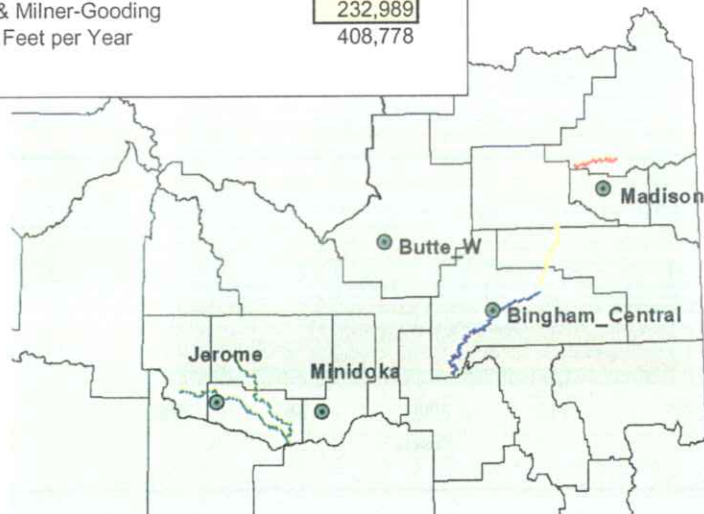 & Milner-Gooding 232,989
Feet per Year 408,778
Madison
Butte_W
Bingham_Central
Jerome
Minidoka